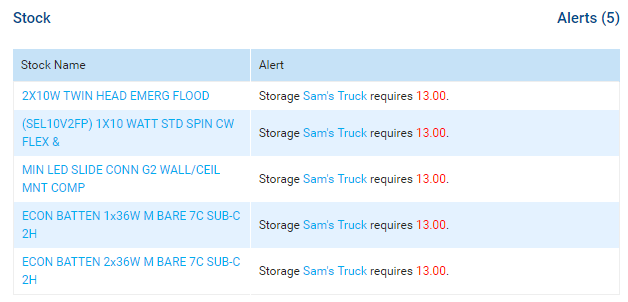 Stock
Alerts (5)
Stock Name
Alert
2X10W TWIN HEAD EMERG FLOOD
Storage Sam's Truck requires 13.00.
(SEL10V2FP) 1X10 WATT STD SPIN CW
FLEX &
Storage Sam's Truck requires 13.00.
MIN LED SLIDE CONN G2 WALL/CEIL
MNT COMP
Storage Sam's Truck requires 13.00.
ECON BATTEN 1x36W M BARE 7C SUB-C
2H
Storage Sam's Truck requires 13.00.
ECON BATTEN 2x36W M BARE 7C SUB-C
2H
Storage Sam's Truck requires 13.00.